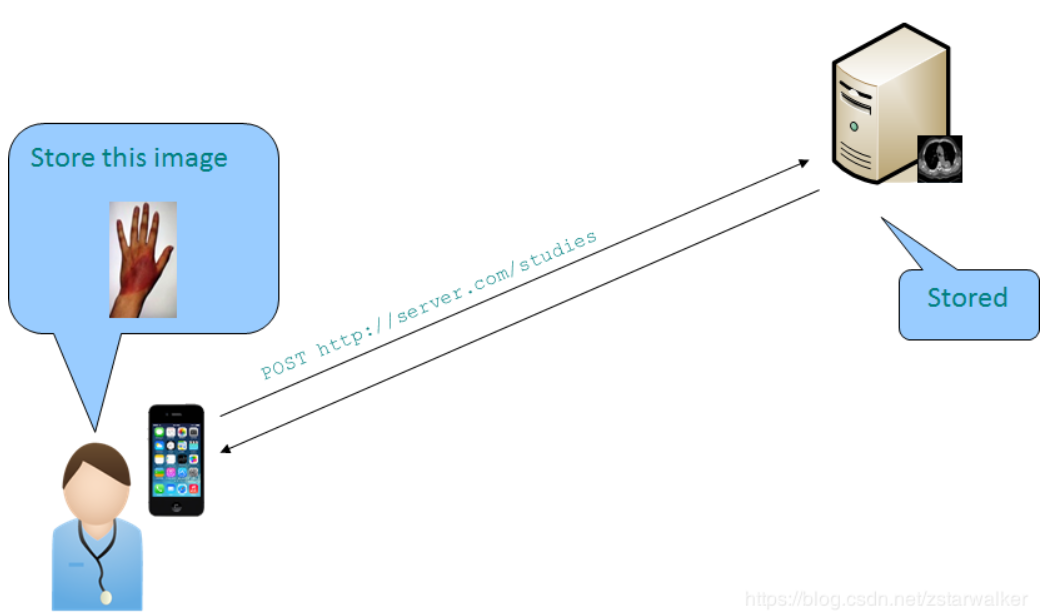 Store this image
POST http://server.com/studies
Stored
https://blog.csdn.net/zstarwalker